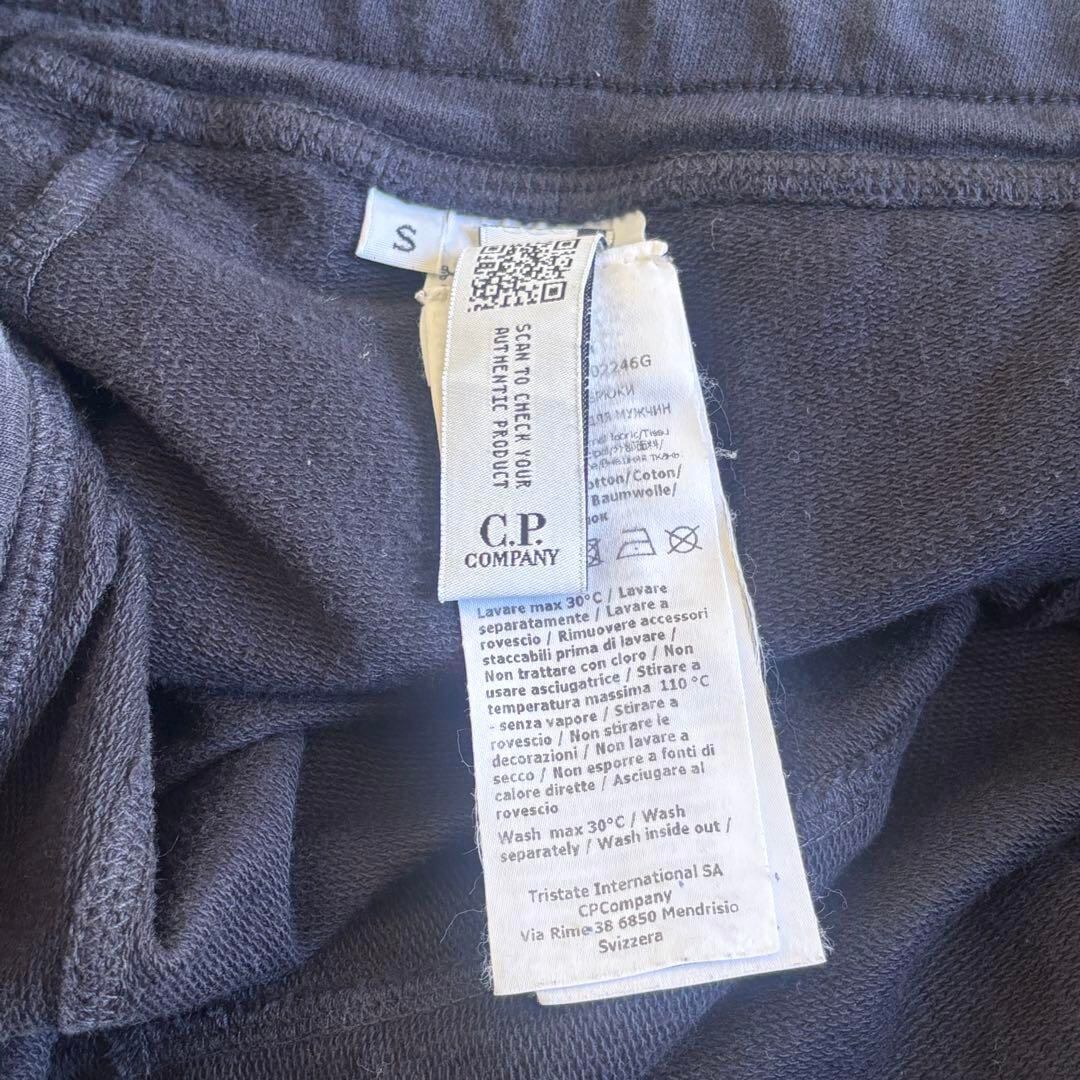 S
SCAN TO CHECK YOUR
AUTHENTIC PRODUCT
C.P.
COMPANY
02246G
ДЛЯ МУЖЧИН
otton/Coton/
Baumwolle/
Lavare max 30°C / Lavare
separatamente / Lavare a
rovescio / Rimuovere accessori
staccabili prima di lavare /
Non trattare con cloro / Non
usare asciugatrice / Stirare a
temperatura massima 110 °C
- senza vapore / Stirare a
rovescio / Non stirare le
decorazioni / Non lavare a
secco / Non esporre a fonti di
calore dirette / Asciugare al
rovescio
Wash max 30°C / Wash
separately / Wash inside out /
Tristate International SA
CPCompany
Via Rime 38 6850 Mendrisio
Svizzera